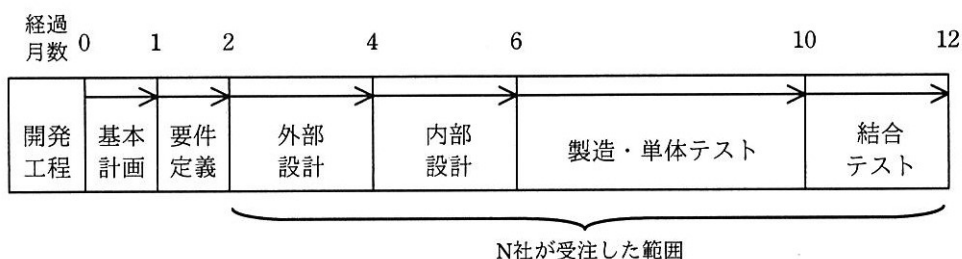 経過
月数 0 1 2 4 6 10 12
開発
工程
基本
計画
要件
定義
外部
設計
内部
設計
製造・単体テスト
結合
テスト
N社が受注した範囲